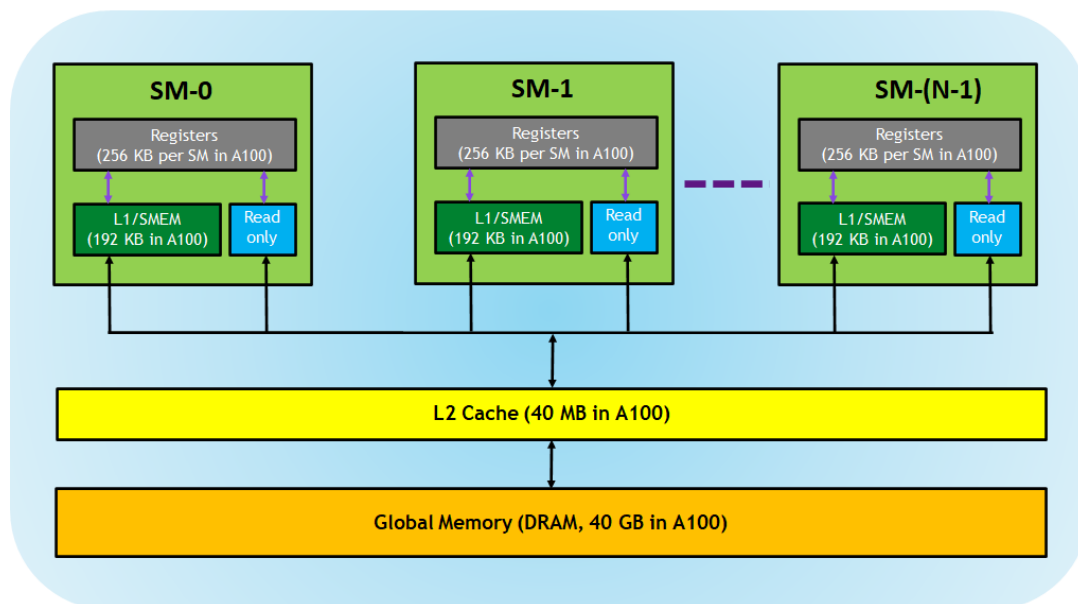 SM-0
Registers
(256 KB per SM in A100)
L1/SMEM
(192 KB in A100)
Read
only
SM-1
Registers
(256 KB per SM in A100)
L1/SMEM
(192 KB in A100)
Read
only
SM-(N-1)
Registers
(256 KB per SM in A100)
L1/SMEM
(192 KB in A100)
Read
only
L2 Cache (40 MB in A100)
Global Memory (DRAM, 40 GB in A100)